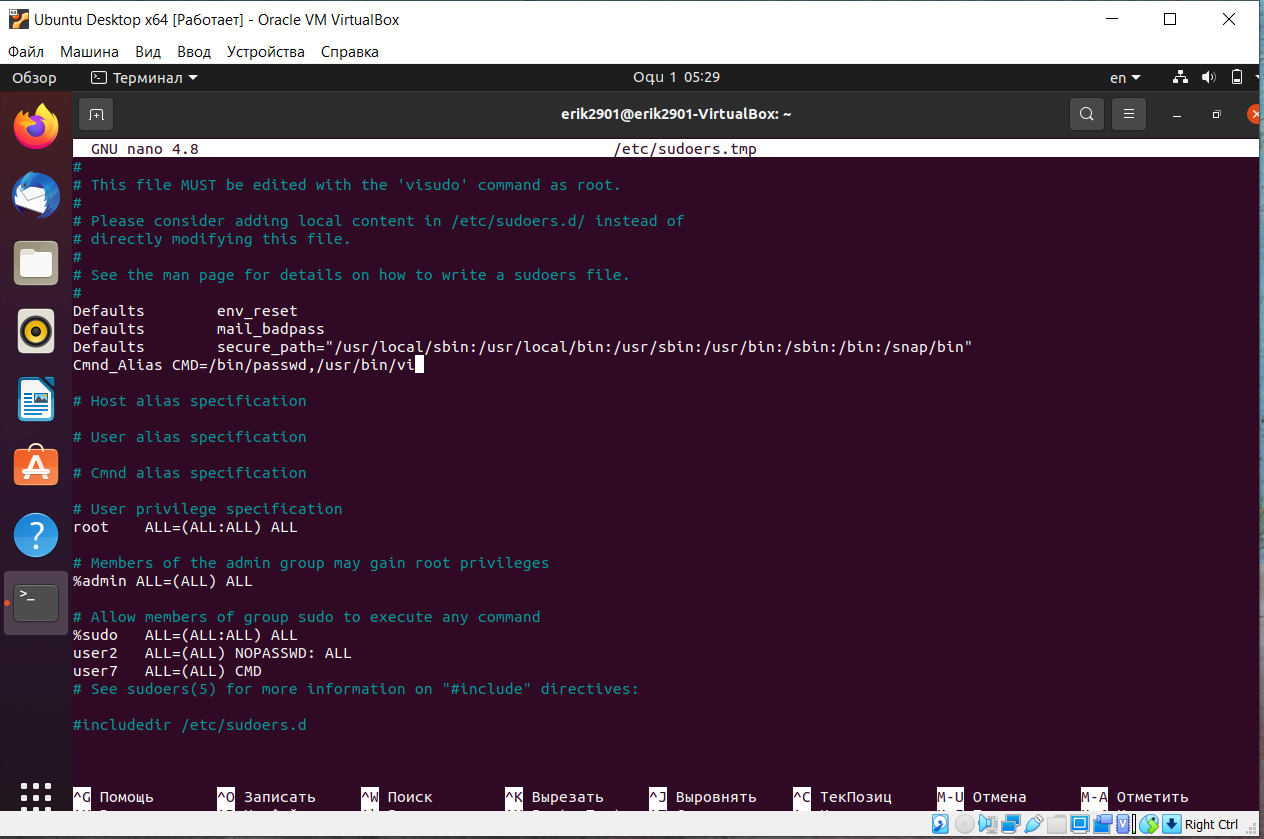 Ubuntu Desktop x64 [Работает] - Oracle VM VirtualBox
Файл Машина Вид Ввод Устройства Справка
Обзор Терминал Oqu 1 05:29 en
erik2901@erik2901-VirtualBox: ~
GNU nano 4.8 /etc/sudoers.tmp
#
# This file MUST be edited with the 'visudo' command as root.
#
# Please consider adding local content in /etc/sudoers.d/ instead of
# directly modifying this file.
#
# See the man page for details on how to write a sudoers file.
#
Defaults env_reset
Defaults mail_badpass
Defaults secure_path="/usr/local/sbin:/usr/local/bin:/usr/sbin:/usr/bin:/sbin:/bin:/snap/bin"
Cmnd_Alias CMD=/bin/passwd,/usr/bin/vi
# Host alias specification
# User alias specification
# Cmnd alias specification
# User privilege specification
root ALL=(ALL:ALL) ALL
# Members of the admin group may gain root privileges
%admin ALL=(ALL) ALL
# Allow members of group sudo to execute any command
%sudo ALL=(ALL:ALL) ALL
user2 ALL=(ALL) NOPASSWD: ALL
user7 ALL=(ALL) CMD
# See sudoers(5) for more information on "#include" directives:
#includedir /etc/sudoers.d
^G Помощь ^O Записать ^W Поиск ^K Вырезать ^J Выровнять ^C ТекПозиц M-U Отмена M-A Отметить
Right Ctrl